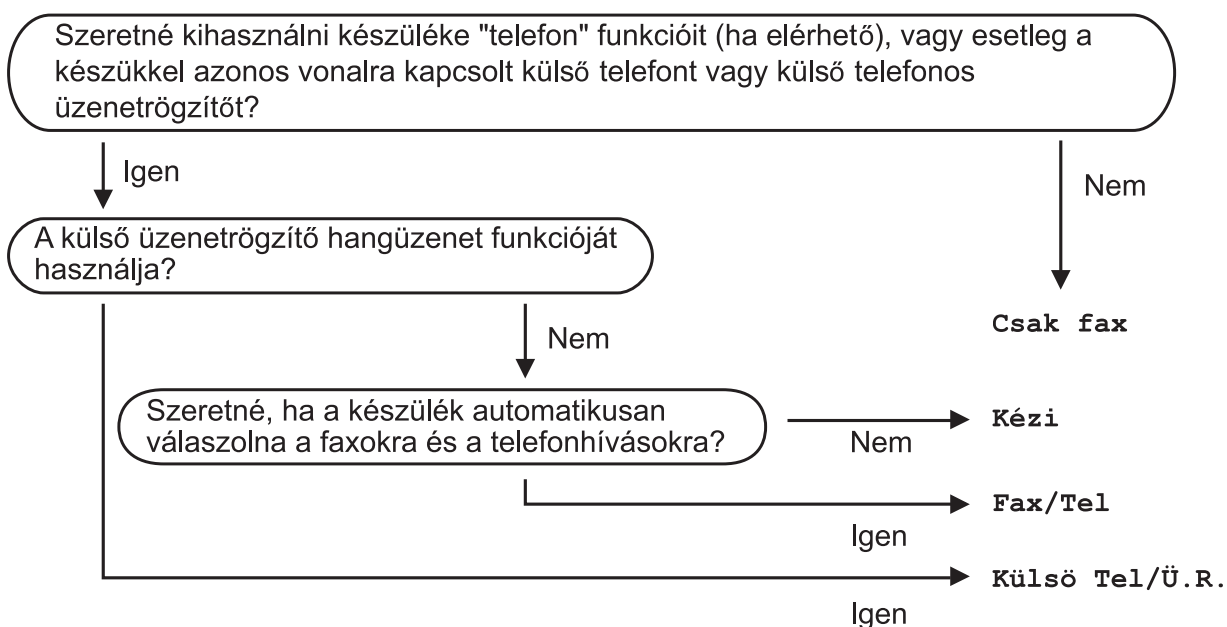 Szeretné kihasználni készüléke "telefon" funkcióit (ha elérhető), vagy esetleg a
készükkel azonos vonalra kapcsolt külső telefont vagy külső telefonos
üzenetrögzítőt?
Igen
Nem
A külső üzenetrögzítő hangüzenet funkcióját
használja?
Csak fax
Nem
Szeretné, ha a készülék automatikusan
válaszolna a faxokra és a telefonhívásokra?
Nem
Kézi
Igen
Fax/Tel
Igen
Külsö Tel/Ü.R.